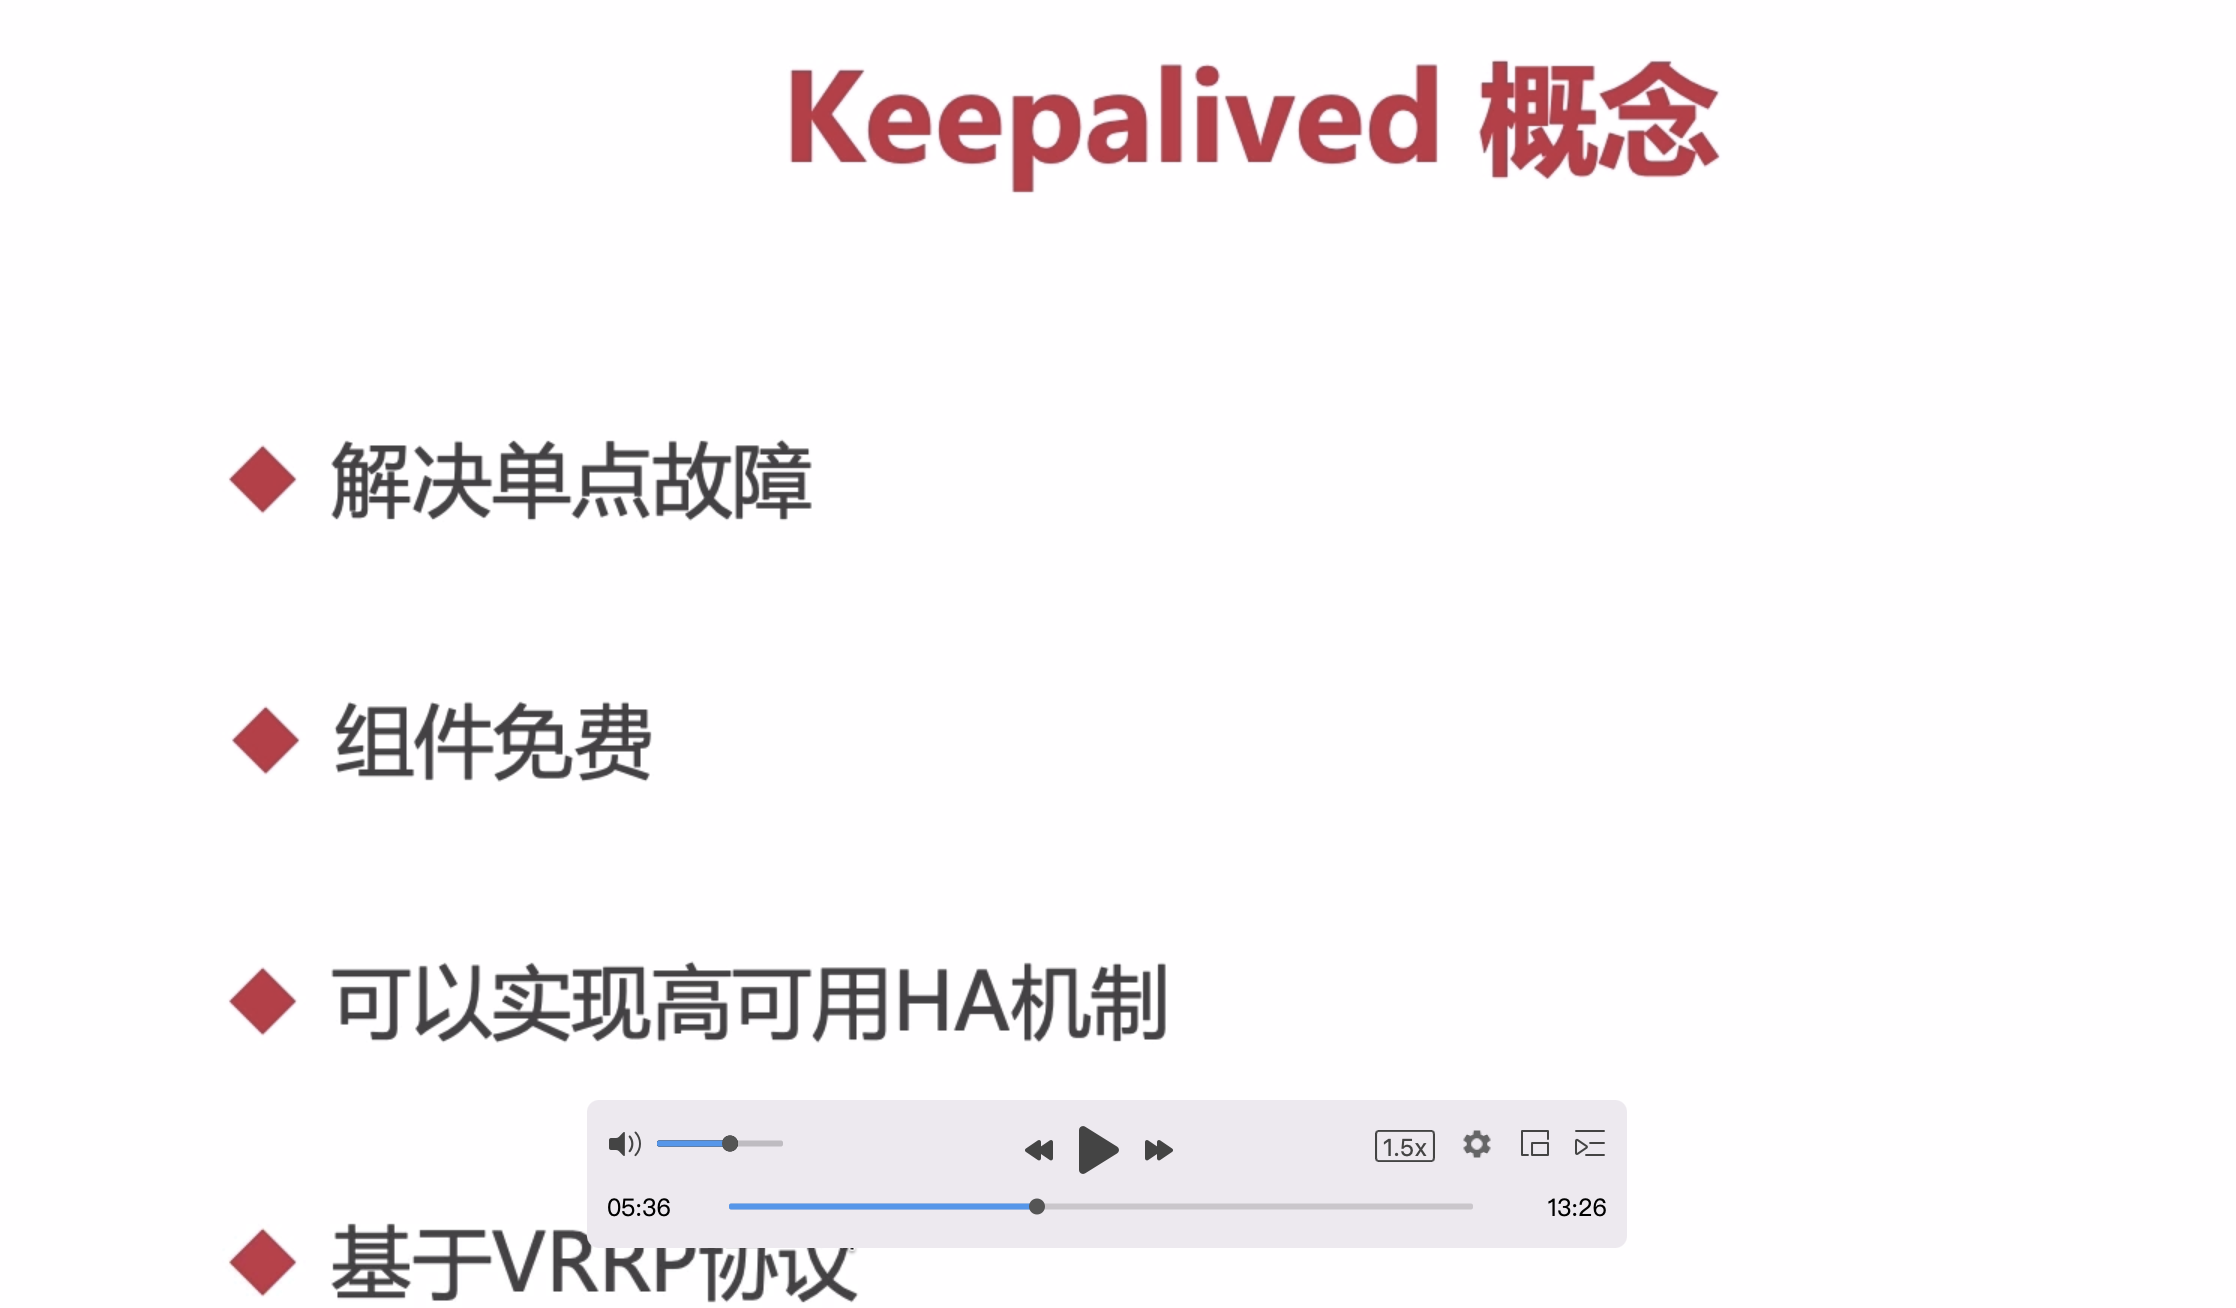 Keepalived 概念
解决单点故障
组件免费
可以实现高可用HA机制
1.5x
05:36
13:26
基于VRRP协议